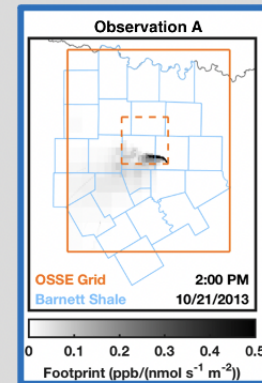 Observation A
OSSE Grid 2:00 PM
Barnett Shale 10/21/2013
0 0.1 0.2 0.3 0.4 0.5
Footprint (ppb/(nmol s⁻¹ m⁻²))